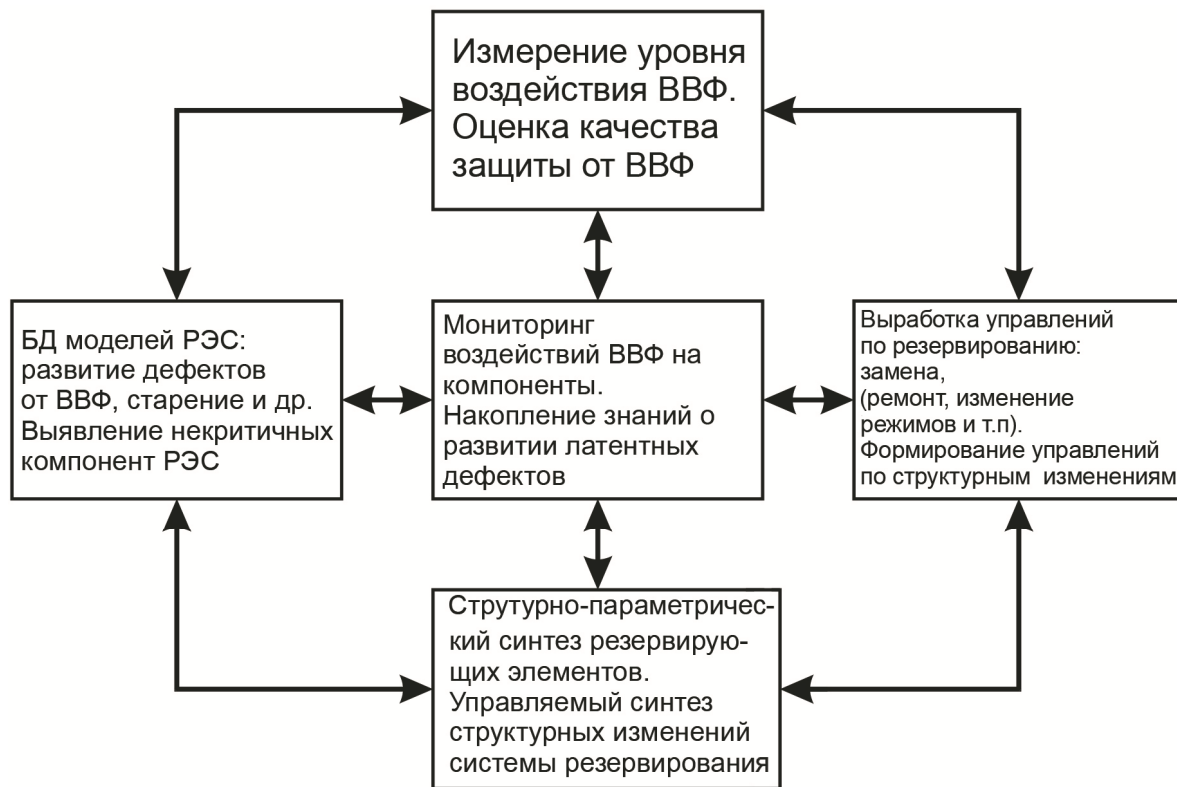 Измерение уровня
воздействия ВВФ.
Оценка качества
защиты от ВВФ
БД моделей РЭС:
развитие дефектов
от ВВФ, старение и др.
Выявление некритичных
компонент РЭС
Мониторинг
воздействий ВВФ на
компоненты.
Накопление знаний о
развитии латентных
дефектов
Выработка управлений
по резервированию:
замена,
(ремонт, изменение
режимов и т.п).
Формирование управлений
по структурным изменениям
Струтурно-параметричес-
кий синтез резервирую-
щих элементов.
Управляемый синтез
структурных изменений
системы резервирования